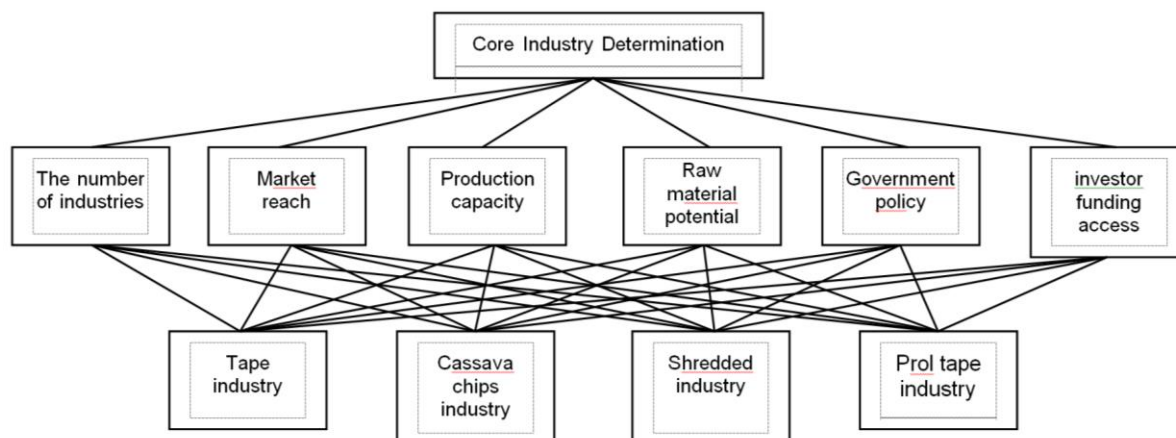 Core Industry Determination
The number
of industries
Market
reach
Production
capacity
Raw
material
potential
Government
policy
investor
funding
access
Tape
industry
Cassava
chips
industry
Shredded
industry
Prol tape
industry